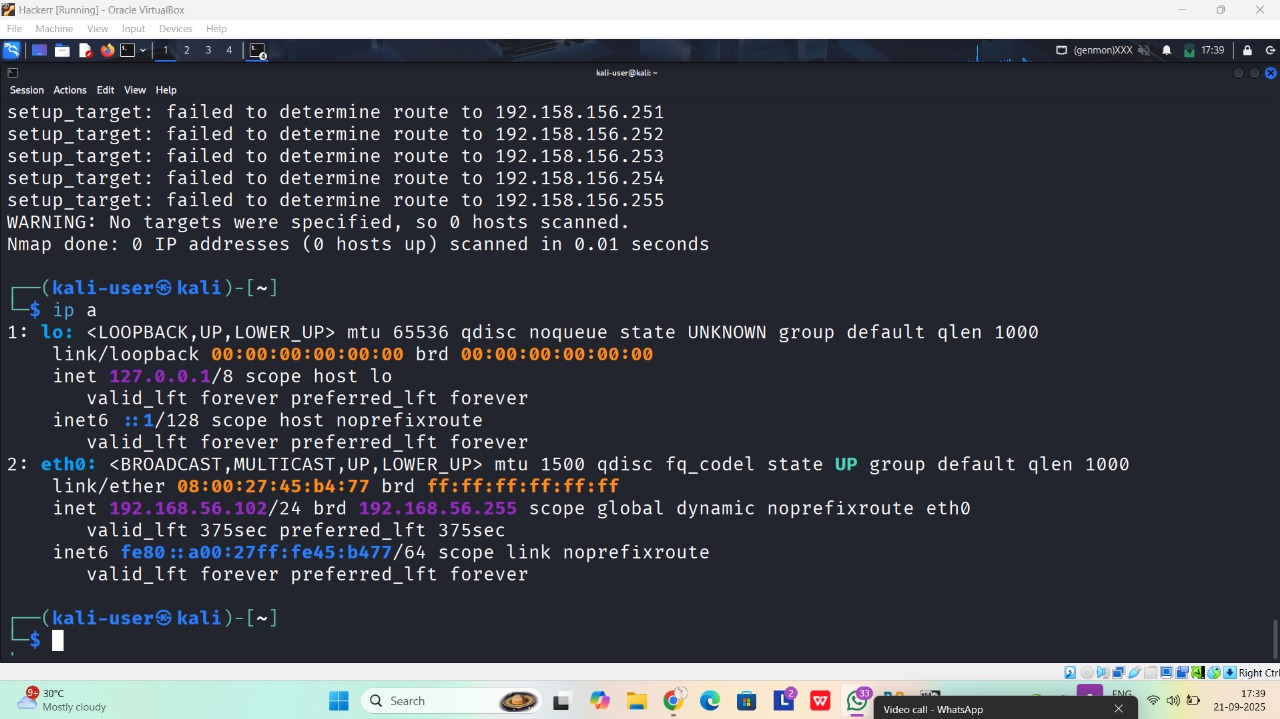 Hackerr [Running] - Oracle VirtualBox
File Machine View Input Devices Help
1 2 3 4 (genmon)XXX 17:39
kali-user@kali: ~
Session Actions Edit View Help
setup_target: failed to determine route to 192.158.156.251
setup_target: failed to determine route to 192.158.156.252
setup_target: failed to determine route to 192.158.156.253
setup_target: failed to determine route to 192.158.156.254
setup_target: failed to determine route to 192.158.156.255
WARNING: No targets were specified, so 0 hosts scanned.
Nmap done: 0 IP addresses (0 hosts up) scanned in 0.01 seconds
┌──(kali-user㉿kali)-[~]
└─$ ip a
1: lo: <LOOPBACK,UP,LOWER_UP> mtu 65536 qdisc noqueue state UNKNOWN group default qlen 1000
link/loopback 00:00:00:00:00:00 brd 00:00:00:00:00:00
inet 127.0.0.1/8 scope host lo
valid_lft forever preferred_lft forever
inet6 ::1/128 scope host noprefixroute
valid_lft forever preferred_lft forever
2: eth0: <BROADCAST,MULTICAST,UP,LOWER_UP> mtu 1500 qdisc fq_codel state UP group default qlen 1000
link/ether 08:00:27:45:b4:77 brd ff:ff:ff:ff:ff:ff
inet 192.168.56.102/24 brd 192.168.56.255 scope global dynamic noprefixroute eth0
valid_lft 375sec preferred_lft 375sec
inet6 fe80::a00:27ff:fe45:b477/64 scope link noprefixroute
valid_lft forever preferred_lft forever
┌──(kali-user㉿kali)-[~]
└─$
Right Ctrl
9+ 30°C
Mostly cloudy
Search
2
33
ENG
17:39
21-09-2025
Video call - WhatsApp